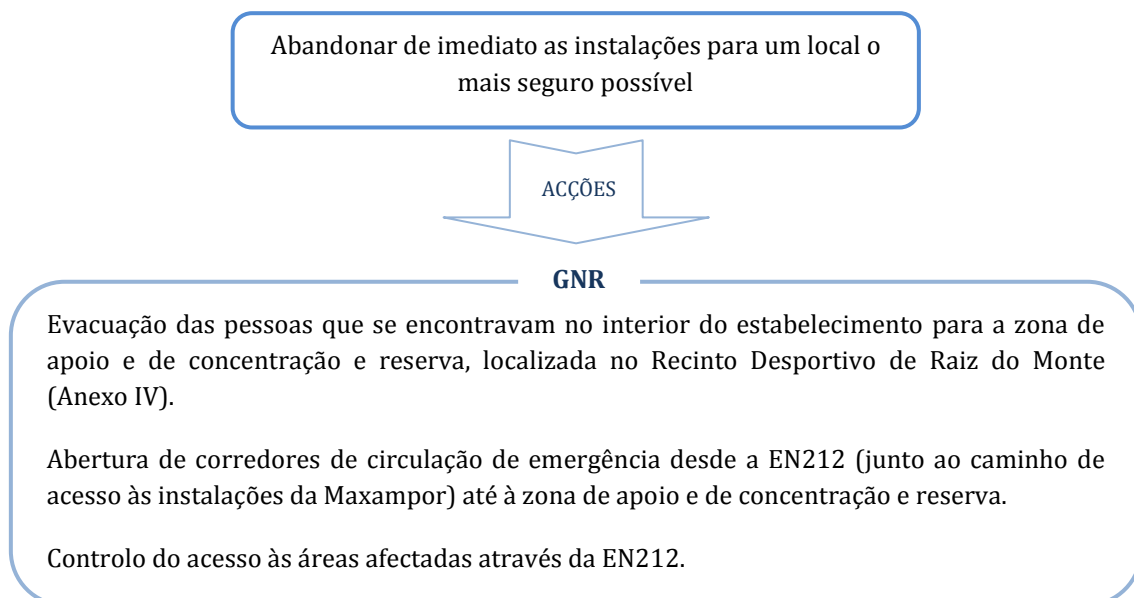 Abandonar de imediato as instalações para um local o
mais seguro possível
ACÇÕES
GNR
Evacuação das pessoas que se encontravam no interior do estabelecimento para a zona de
apoio e de concentração e reserva, localizada no Recinto Desportivo de Raiz do Monte
(Anexo IV).
Abertura de corredores de circulação de emergência desde a EN212 (junto ao caminho de
acesso às instalações da Maxampor) até à zona de apoio e de concentração e reserva.
Controlo do acesso às áreas afectadas através da EN212.